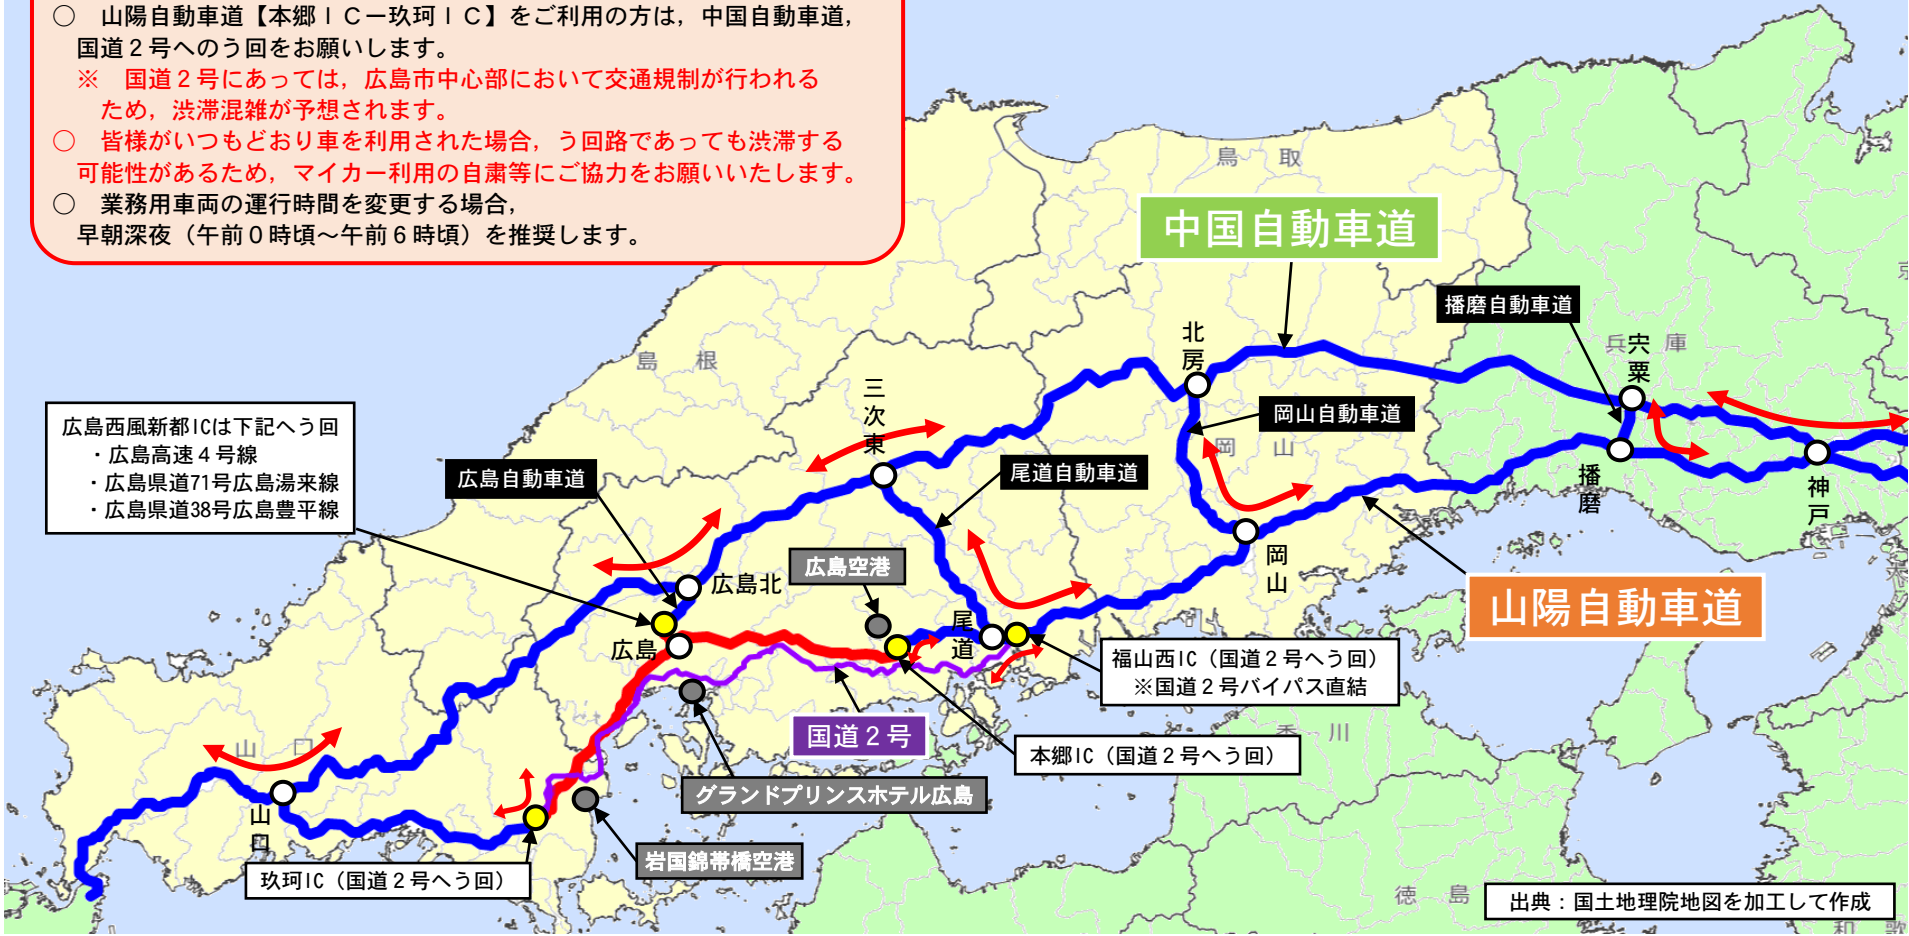 ○　山陽自動車道【本郷ＩＣ－玖珂ＩＣ】をご利用の方は，中国自動車道，
国道２号へのう回をお願いします。
※　国道２号にあっては，広島市中心部において交通規制が行われる
ため，渋滞混雑が予想されます。
○　皆様がいつもどおり車を利用された場合，う回路であっても渋滞する
可能性があるため，マイカー利用の自粛等にご協力をお願いいたします。
○　業務用車両の運行時間を変更する場合，
早朝深夜（午前０時頃～午前６時頃）を推奨します。
鳥　取
中国自動車道
京
播磨自動車道
兵　庫
宍粟
北房
島　根
三次東
岡山自動車道
岡　山
広島西風新都ICは下記へう回
・広島高速４号線
・広島県道71号広島湯来線
・広島県道38号広島豊平線
広島自動車道
尾道自動車道
播磨
神戸
広島空港
岡山
広島北
山陽自動車道
尾道
広島
福山西IC（国道２号へう回）
※国道２号バイパス直結
国道２号
香　川
本郷IC（国道２号へう回）
山　口
グランドプリンスホテル広島
山口
岩国錦帯橋空港
玖珂IC（国道２号へう回）
徳　島
出典：国土地理院地図を加工して作成
和　歌